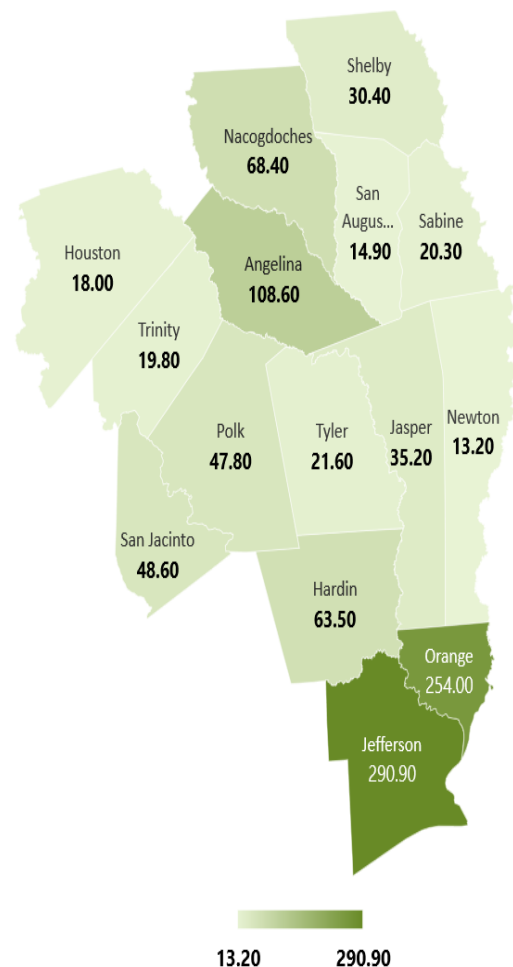 Shelby
30.40
Nacogdoches
68.40
San
Augus...
14.90
Sabine
20.30
Houston
18.00
Angelina
108.60
Trinity
19.80
Polk
47.80
Tyler
21.60
Jasper
35.20
Newton
13.20
San Jacinto
48.60
Hardin
63.50
Orange
254.00
Jefferson
290.90
13.20 290.90